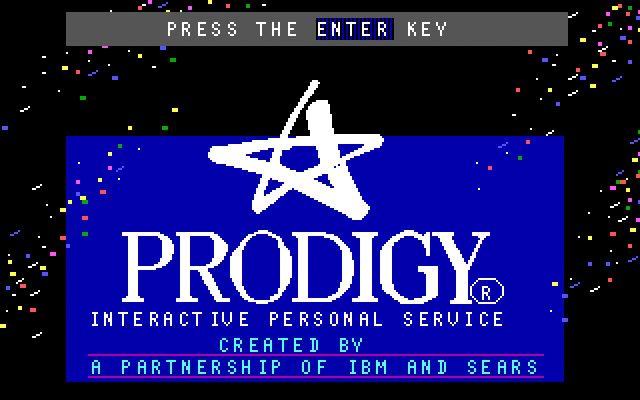 PRESS THE ENTER KEY
PRODIGY®
INTERACTIVE PERSONAL SERVICE
CREATED BY
A PARTNERSHIP OF IBM AND SEARS